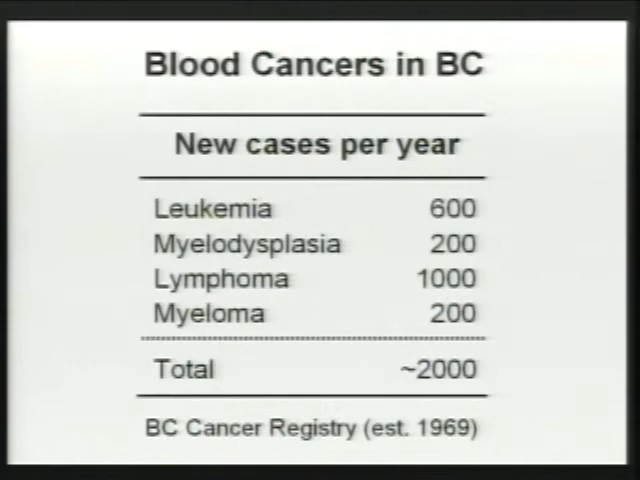 Blood Cancers in BC
New cases per year
Leukemia 600
Myelodysplasia 200
Lymphoma 1000
Myeloma 200
Total ~2000
BC Cancer Registry (est. 1969)